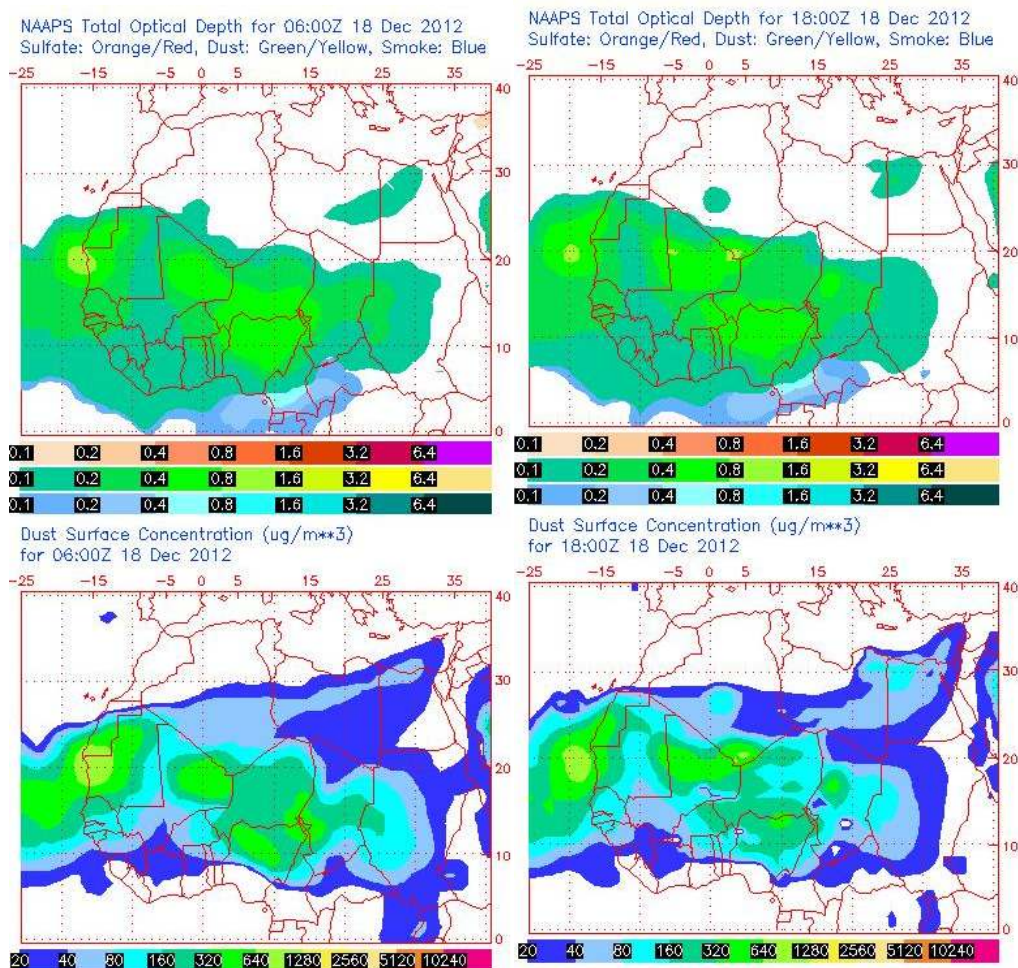 NAAPS Total Optical Depth for 06:00Z 18 Dec 2012
Sulfate: Orange/Red, Dust: Green/Yellow, Smoke: Blue
-25 -15 -5 0 5 15 25 35
40
30
20
10
0
0.1 0.2 0.4 0.8 1.6 3.2 6.4
0.1 0.2 0.4 0.8 1.6 3.2 6.4
0.1 0.2 0.4 0.8 1.6 3.2 6.4
NAAPS Total Optical Depth for 18:00Z 18 Dec 2012
Sulfate: Orange/Red, Dust: Green/Yellow, Smoke: Blue
-25 -15 -5 0 5 15 25 35
40
30
20
10
0
0.1 0.2 0.4 0.8 1.6 3.2 6.4
0.1 0.2 0.4 0.8 1.6 3.2 6.4
0.1 0.2 0.4 0.8 1.6 3.2 6.4
Dust Surface Concentration (ug/m**3)
for 06:00Z 18 Dec 2012
-25 -15 -5 0 5 15 25 35
40
30
20
10
0
20 40 80 160 320 640 1280 2560 5120 10240
Dust Surface Concentration (ug/m**3)
for 18:00Z 18 Dec 2012
-25 -15 -5 0 5 15 25 35
40
30
20
10
0
20 40 80 160 320 640 1280 2560 5120 10240